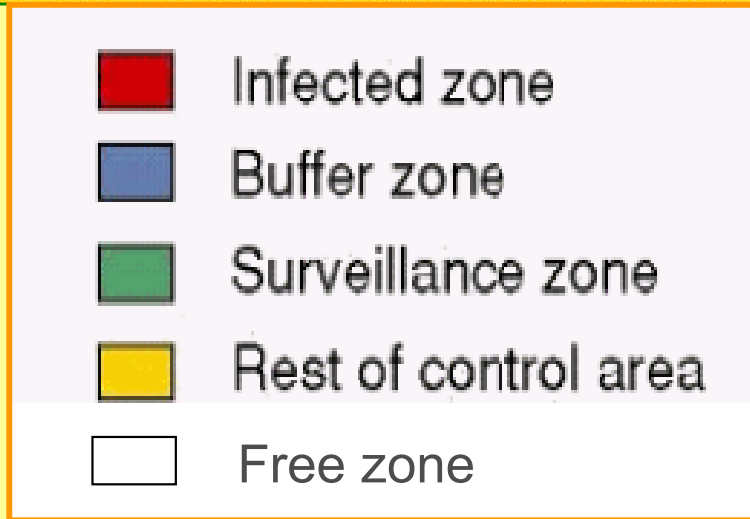 Infected zone
Buffer zone
Surveillance zone
Rest of control area
Free zone